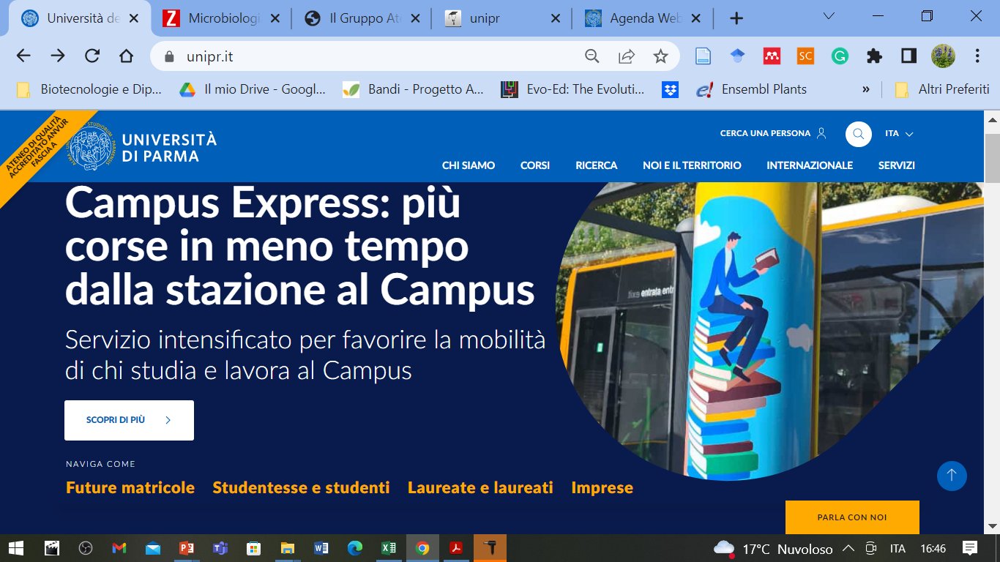 Università de
Microbiologi
Il Gruppo Ate
unipr
Agenda Web
unipr.it
SC
Biotecnologie e Dip...
Il mio Drive - Googl...
Bandi - Progetto A...
Evo-Ed: The Evoluti...
Ensembl Plants
»
Altri Preferiti
ATENEO DI QUALITÀ
ACCREDITATO ANVUR
FASCIA A
UNIVERSITÀ
DI PARMA
CERCA UNA PERSONA
ITA
CHI SIAMO
CORSI
RICERCA
NOI E IL TERRITORIO
INTERNAZIONALE
SERVIZI
Campus Express: più
corse in meno tempo
dalla stazione al Campus
Servizio intensificato per favorire la mobilità
di chi studia e lavora al Campus
entrata entr
SCOPRI DI PIÙ
NAVIGA COME
Future matricole
Studentesse e studenti
Laureate e laureati
Imprese
PARLA CON NOI
17°C Nuvoloso
ITA
16:46